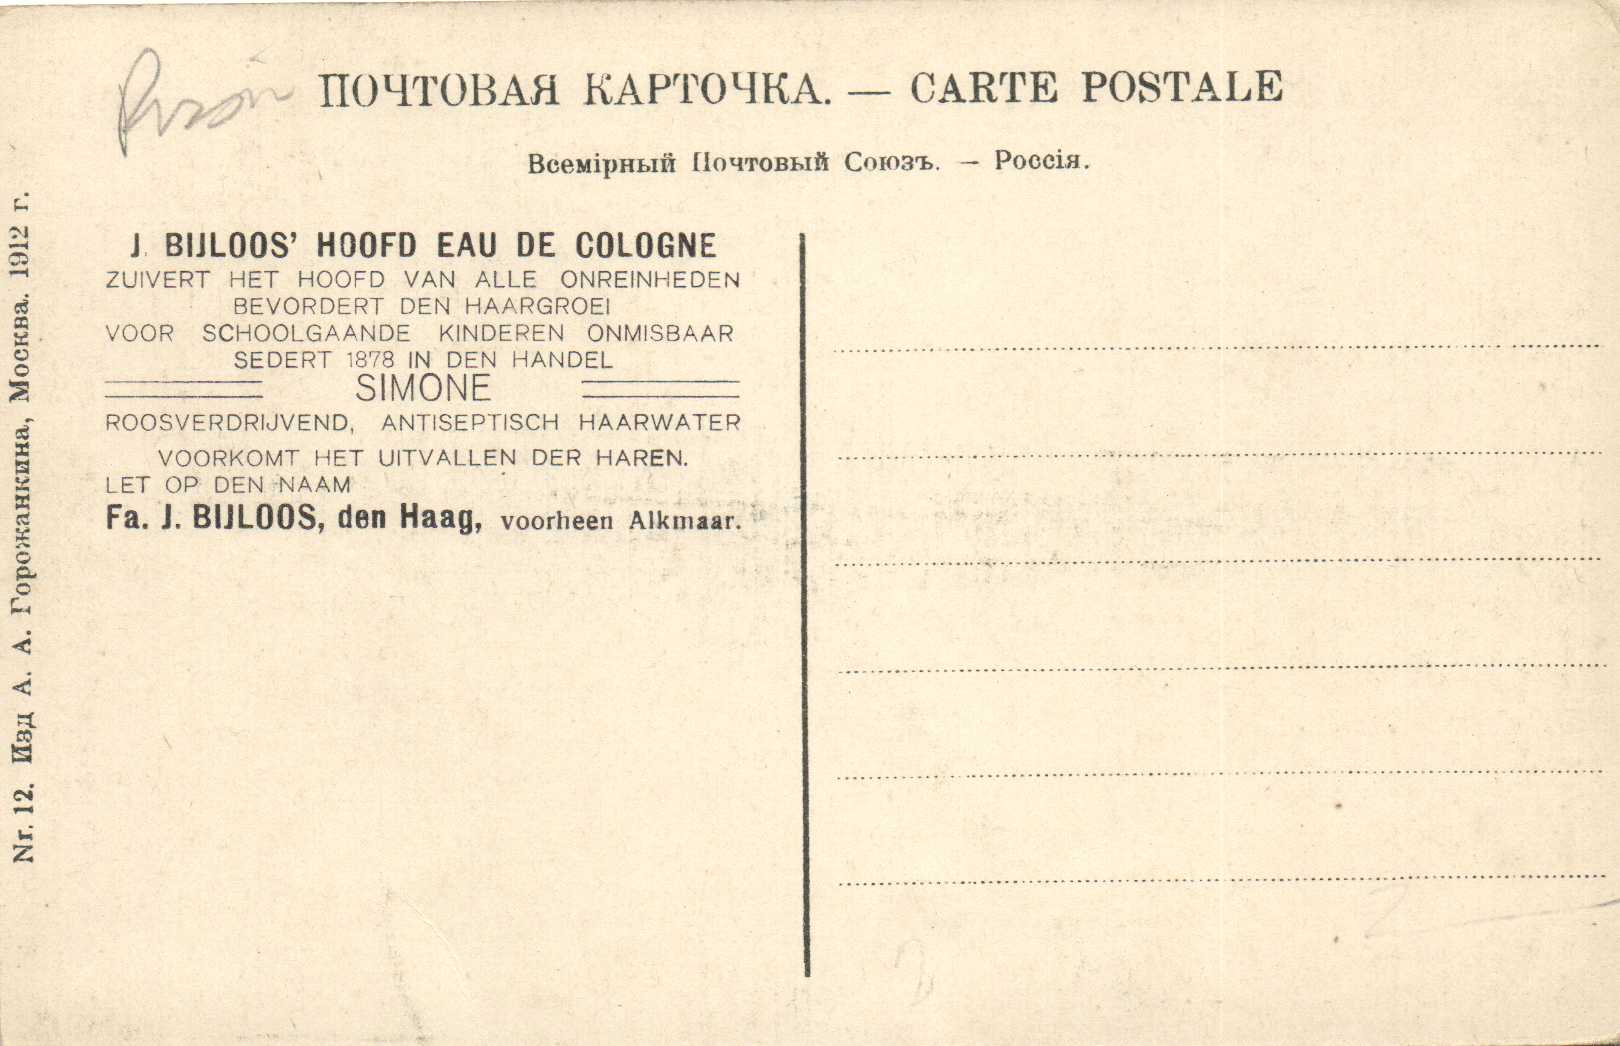 ПОЧТОВАЯ КАРТОЧКА. — CARTE POSTALE
Всемірный Почтовый Союзъ. — Россія.
J. BIJLOOS' HOOFD EAU DE COLOGNE
ZUIVERT HET HOOFD VAN ALLE ONREINHEDEN
BEVORDERT DEN HAARGROEI
VOOR SCHOOLGAANDE KINDEREN ONMISBAAR
SEDERT 1878 IN DEN HANDEL
SIMONE
ROOSVERDRIJVEND, ANTISEPTISCH HAARWATER
VOORKOMT HET UITVALLEN DER HAREN.
LET OP DEN NAAM
Fa. J. BIJLOOS, den Haag, voorheen Alkmaar.
Nr. 12. Изд А. А. Горожанкина, Москва. 1912 г.